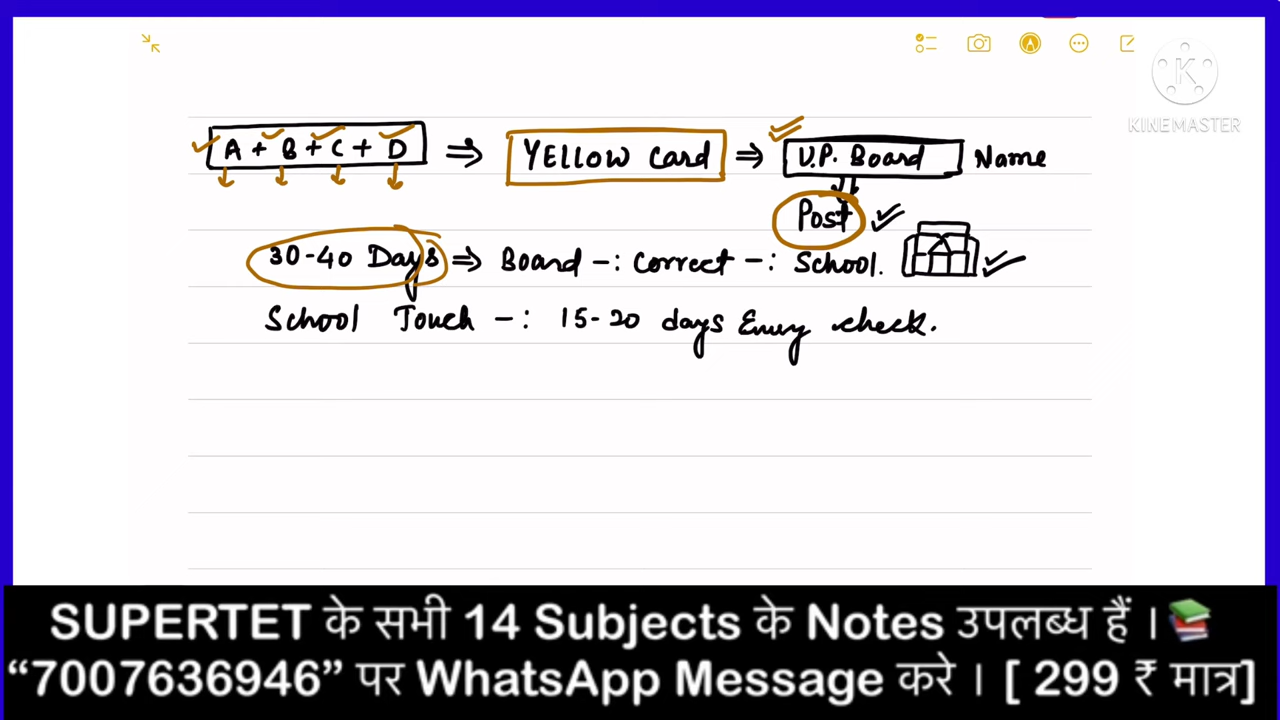 A + B + C + D ⇒ YELLOW Card ⇒ U.P. Board Name
Post
30-40 Days ⇒ Board -: Correct -: School.
School Touch -: 15-20 days Every check.
KINEMASTER
SUPERTET के सभी 14 Subjects के Notes उपलब्ध हैं ।
“7007636946” पर WhatsApp Message करे । [ 299 ₹ मात्र]